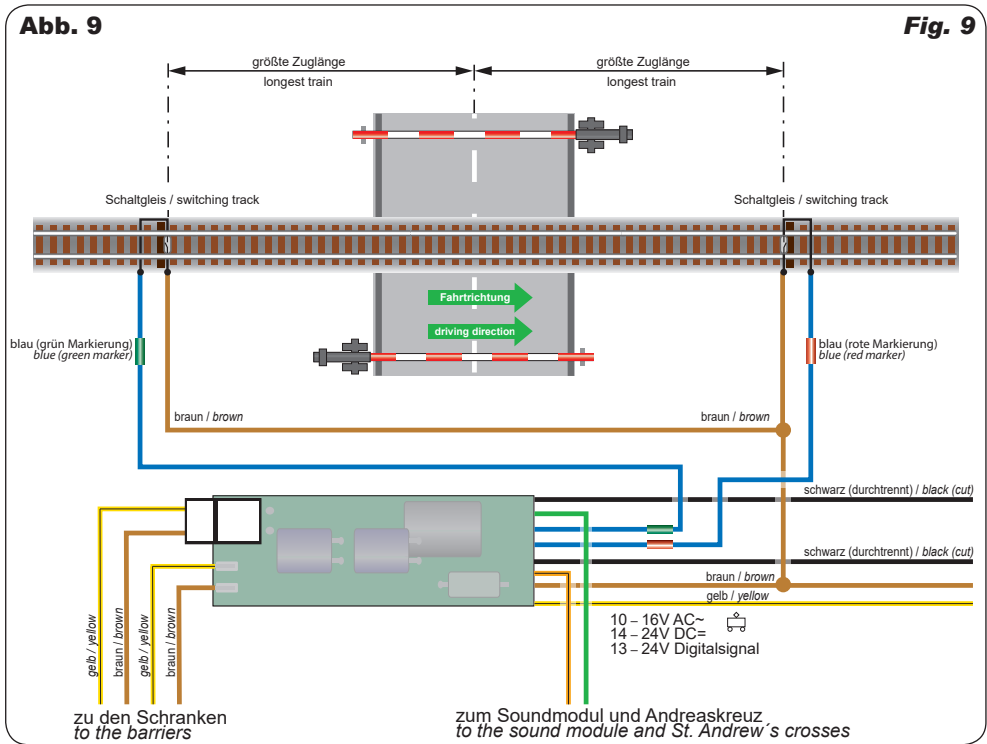 Abb. 9
Fig. 9
größte Zuglänge
longest train
größte Zuglänge
longest train
Schaltgleis / switching track
Schaltgleis / switching track
Fahrtrichtung
driving direction
blau (grün Markierung)
blue (green marker)
blau (rote Markierung)
blue (red marker)
braun / brown
braun / brown
schwarz (durchtrennt) / black (cut)
schwarz (durchtrennt) / black (cut)
braun / brown
gelb / yellow
gelb / yellow
braun / brown
gelb / yellow
braun / brown
10 – 16V AC~
14 – 24V DC=
13 – 24V Digitalsignal
zu den Schranken
to the barriers
zum Soundmodul und Andreaskreuz
to the sound module and St. Andrew´s crosses